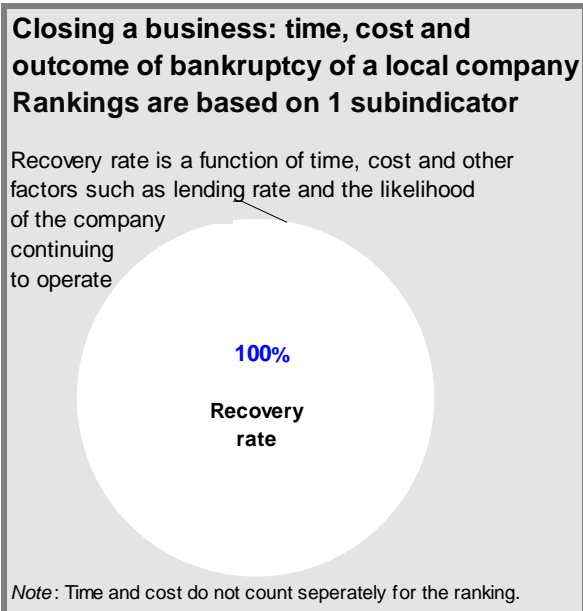 Closing a business: time, cost and
outcome of bankruptcy of a local company
Rankings are based on 1 subindicator
Recovery rate is a function of time, cost and other
factors such as lending rate and the likelihood
of the company
continuing
to operate
100%
Recovery
rate
Note: Time and cost do not count seperately for the ranking.